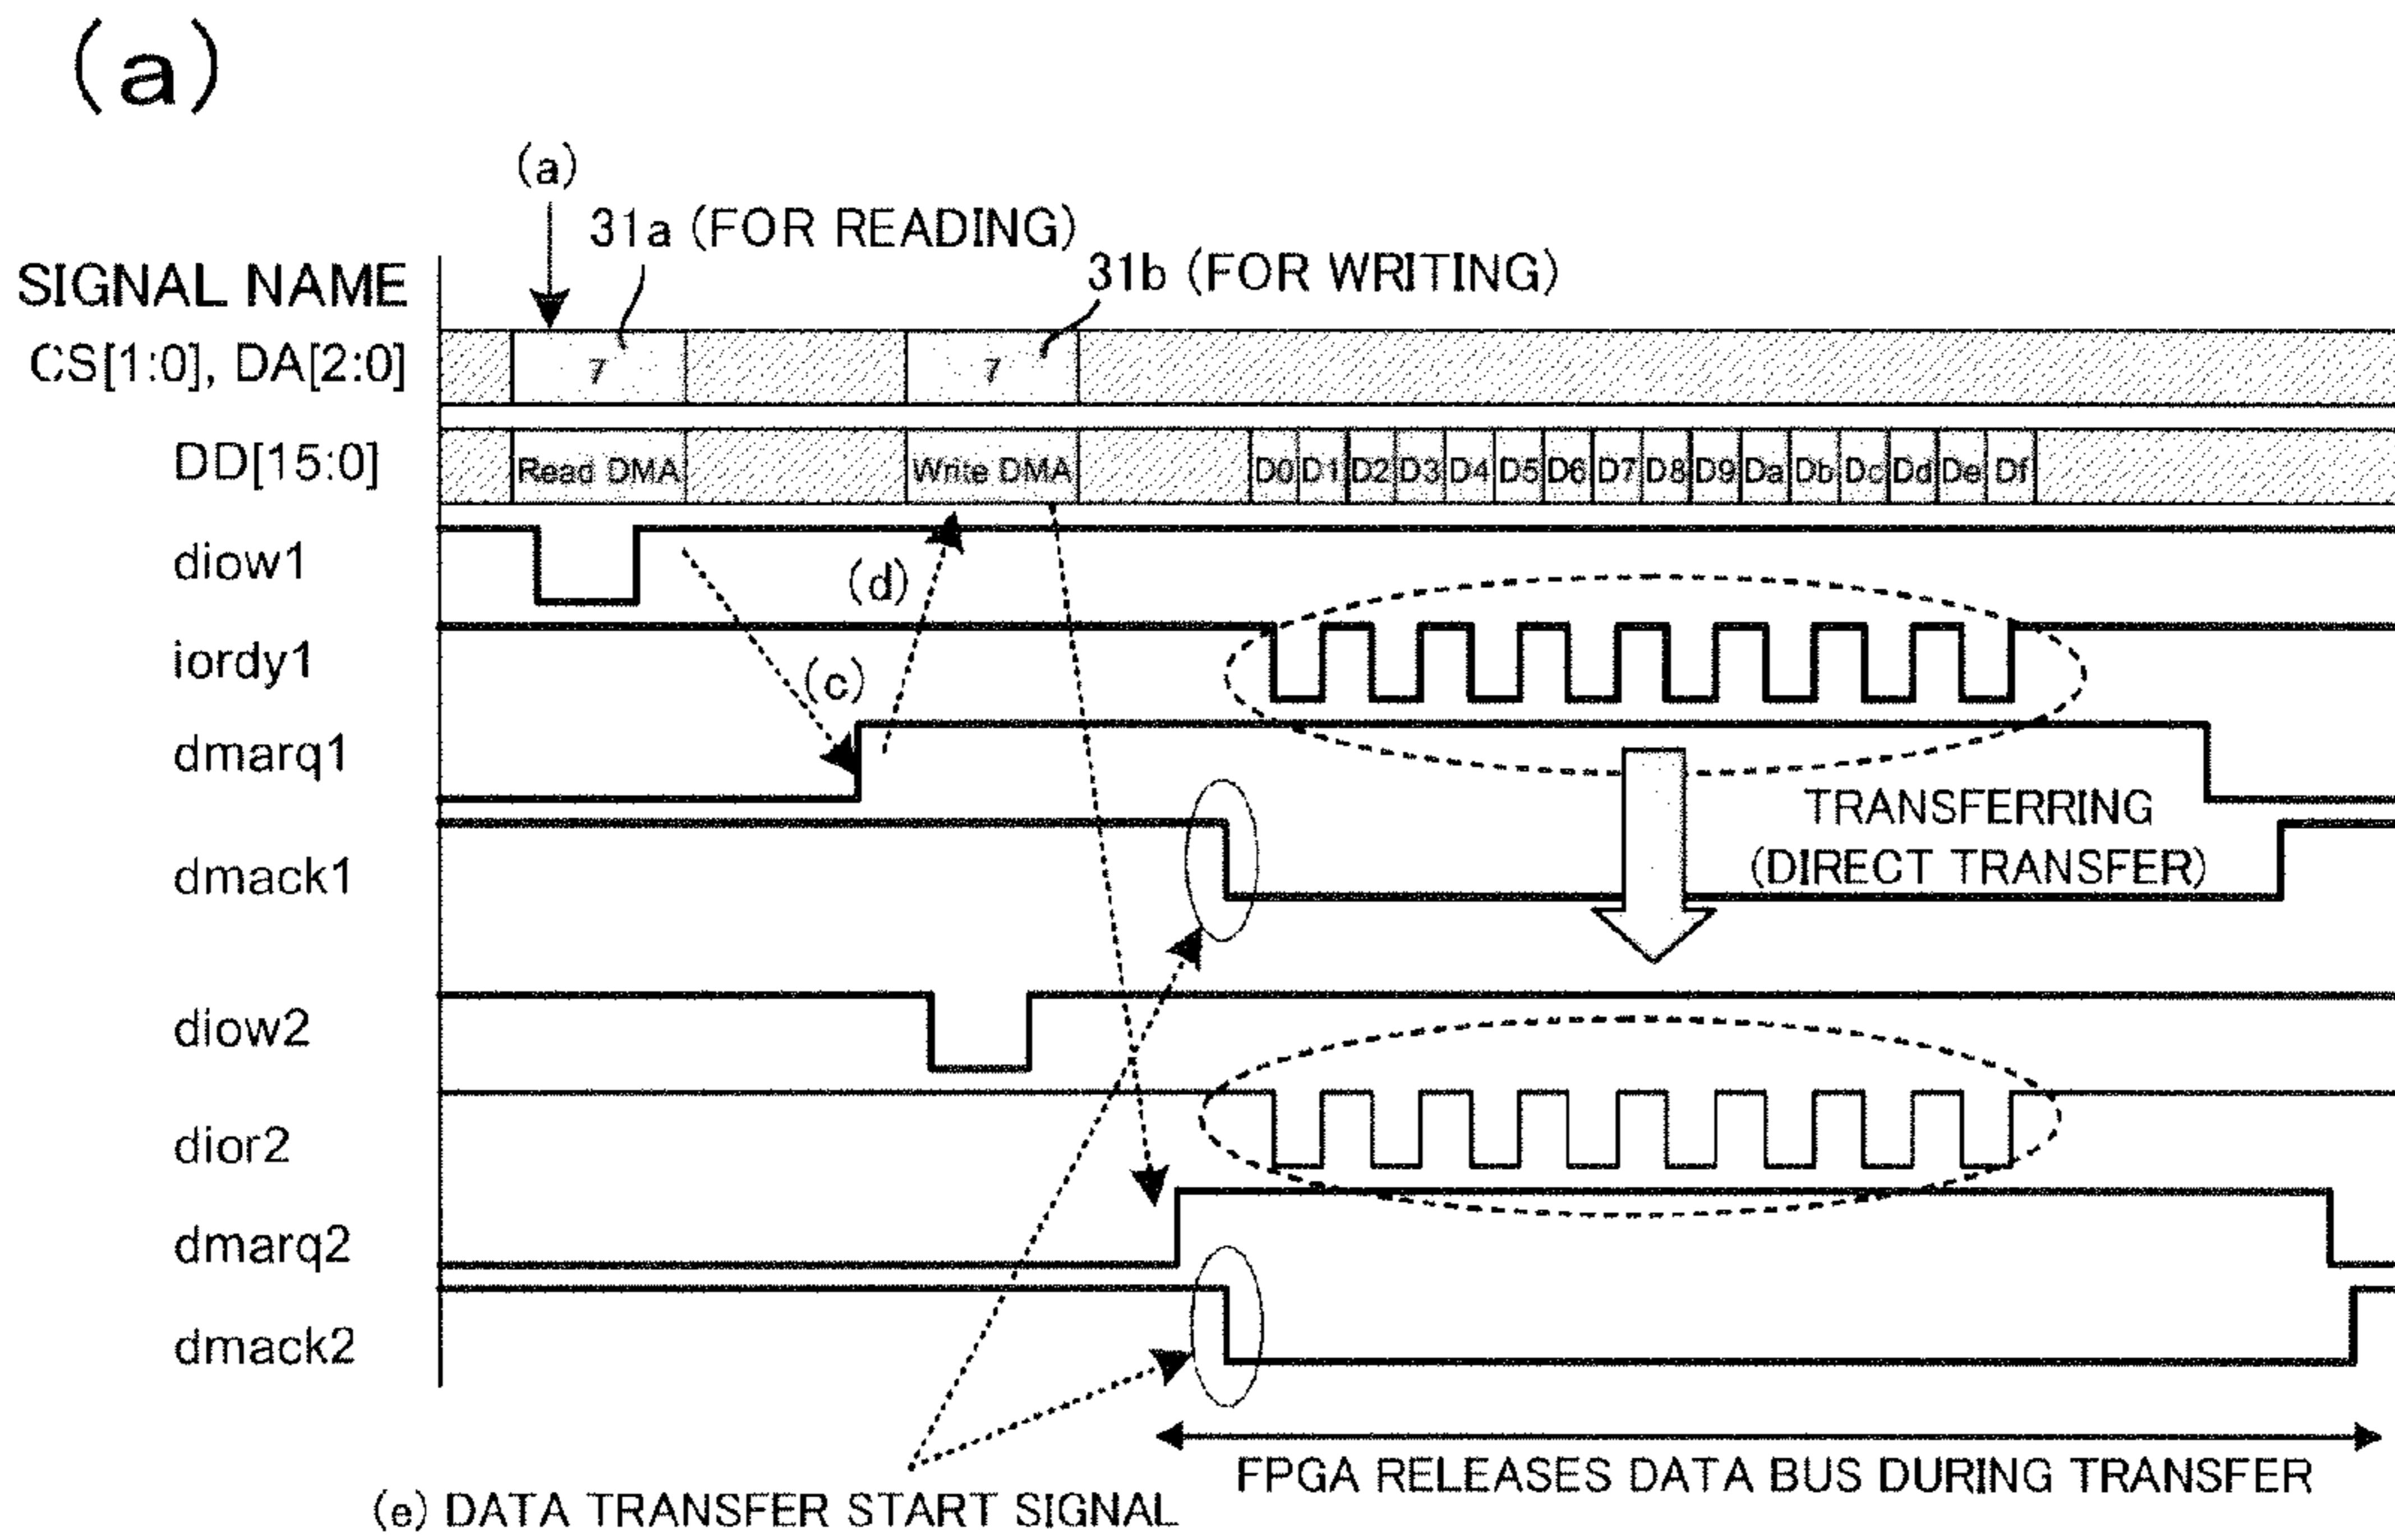 (a)
(a)
31a (FOR READING)
31b (FOR WRITING)
SIGNAL NAME
CS[1:0], DA[2:0]
7
7
DD[15:0]
Read DMA
Write DMA
D0 D1 D2 D3 D4 D5 D6 D7 D8 D9 Da Db Dc Dd De Df
diow1
(d)
iordy1
(c)
dmarq1
TRANSFERRING
(DIRECT TRANSFER)
dmack1
diow2
dior2
dmarq2
dmack2
FPGA RELEASES DATA BUS DURING TRANSFER
(e) DATA TRANSFER START SIGNAL